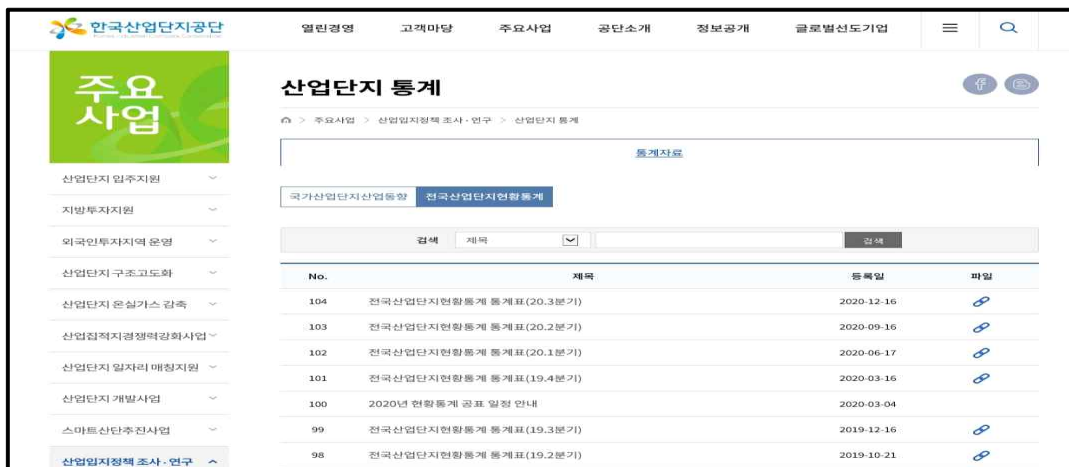 한국산업단지공단
열린경영 고객마당 주요사업 공단소개 정보공개 글로벌선도기업
주요
사업
산업단지 통계
주요사업 > 산업입지정책 조사·연구 > 산업단지 통계
통계자료
산업단지 입주지원
국가산업단지산업동향 전국산업단지현황통계
지방투자지원
외국인투자지역 운영
검색 제목 검색
산업단지 구조고도화
No. 제목 등록일 파일
산업단지 온실가스 감축
104 전국산업단지현황통계 통계표(20.3분기) 2020-12-16
103 전국산업단지현황통계 통계표(20.2분기) 2020-09-16
산업집적지경쟁력강화사업
102 전국산업단지현황통계 통계표(20.1분기) 2020-06-17
산업단지 일자리 매칭지원
101 전국산업단지현황통계 통계표(19.4분기) 2020-03-16
산업단지 개발사업
100 2020년 현황통계 공표 일정 안내 2020-03-04
스마트산단추진사업
99 전국산업단지현황통계 통계표(19.3분기) 2019-12-16
산업입지정책 조사·연구
98 전국산업단지현황통계 통계표(19.2분기) 2019-10-21